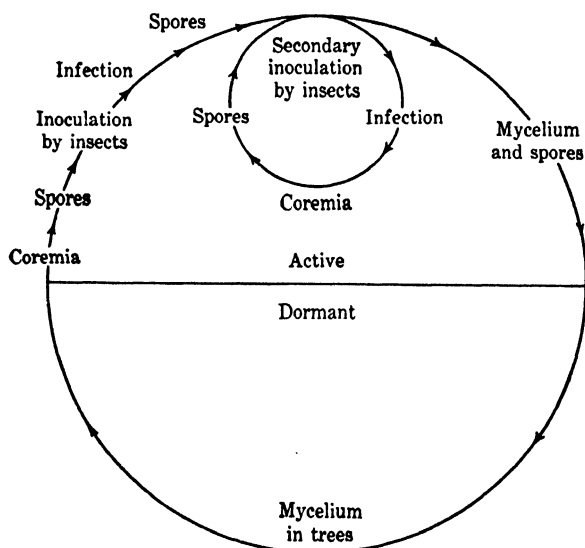 Spores
Secondary
inoculation
by insects
Infection
Inoculation
by insects
Spores
Infection
Mycelium
and spores
Spores
Coremia
Coremia
Active
Dormant
Mycelium
in trees